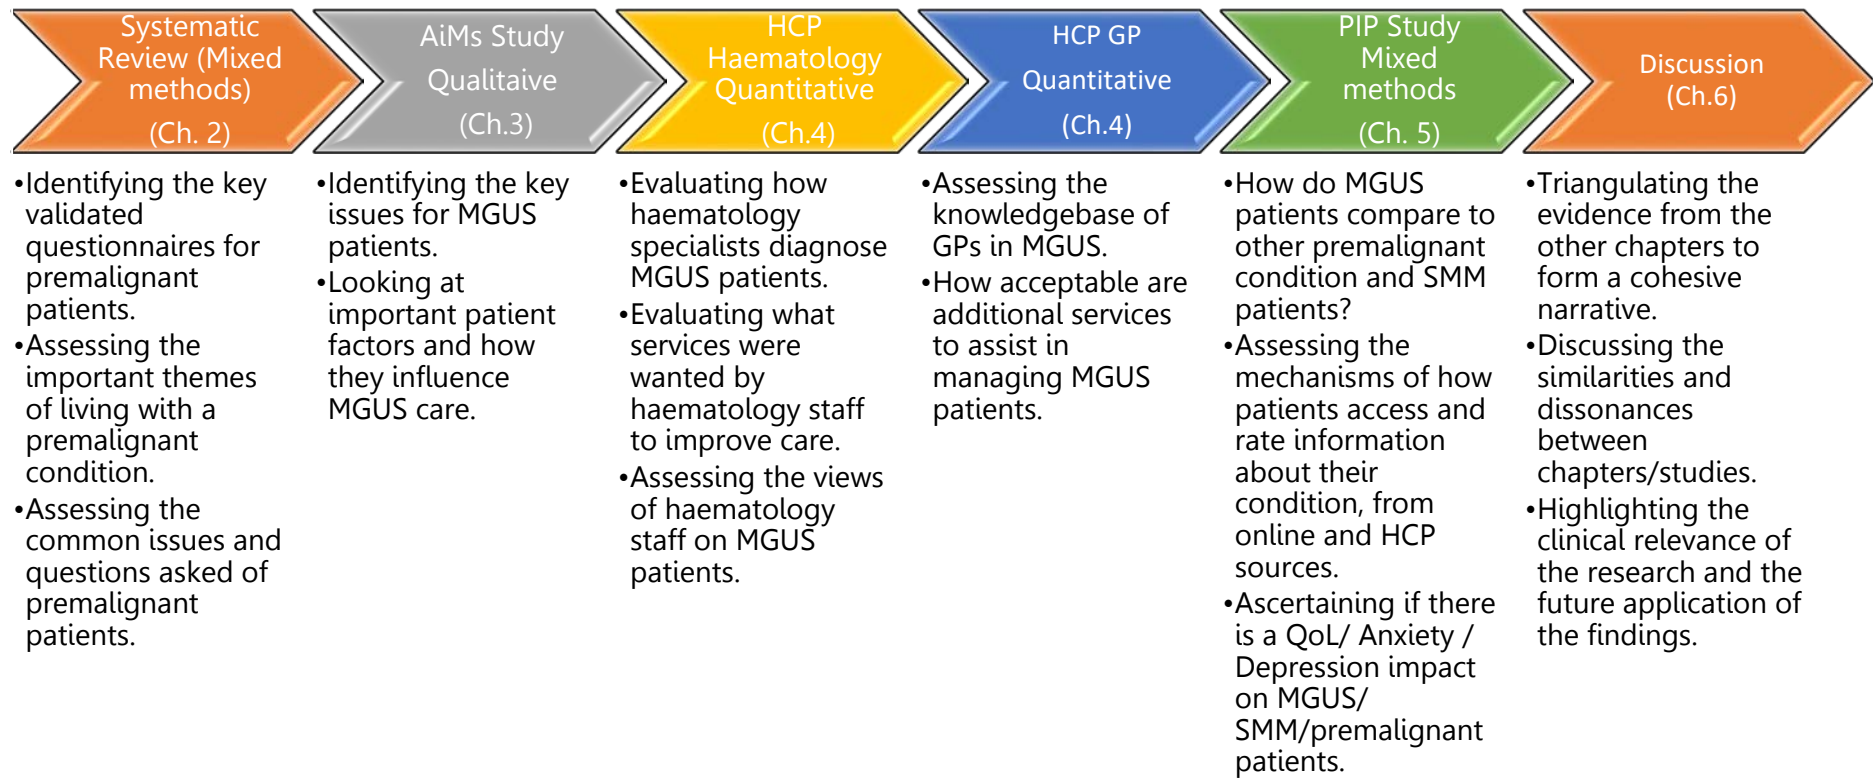 Systematic
Review (Mixed
methods)
(Ch. 2)
•Identifying the key
validated
questionnaires for
premalignant
patients.
•Assessing the
important themes
of living with a
premalignant
condition.
•Assessing the
common issues and
questions asked of
premalignant
patients.
AiMs Study
Qualitaive
(Ch.3)
•Identifying the key
issues for MGUS
patients.
•Looking at
important patient
factors and how
they influence
MGUS care.
HCP
Haematology
Quantitative
(Ch.4)
•Evaluating how
haematology
specialists diagnose
MGUS patients.
•Evaluating what
services were
wanted by
haematology staff
to improve care.
•Assessing the views
of haematology
staff on MGUS
patients.
HCP GP
Quantitative
(Ch.4)
•Assessing the
knowledgebase of
GPs in MGUS.
•How acceptable are
additional services
to assist in
managing MGUS
patients.
PIP Study
Mixed
methods
(Ch. 5)
•How do MGUS
patients compare to
other premalignant
condition and SMM
patients?
•Assessing the
mechanisms of how
patients access and
rate information
about their
condition, from
online and HCP
sources.
•Ascertaining if there
is a QoL/ Anxiety /
Depression impact
on MGUS/
SMM/premalignant
patients.
Discussion
(Ch.6)
•Triangulating the
evidence from the
other chapters to
form a cohesive
narrative.
•Discussing the
similarities and
dissonances
between
chapters/studies.
•Highlighting the
clinical relevance of
the research and the
future application of
the findings.